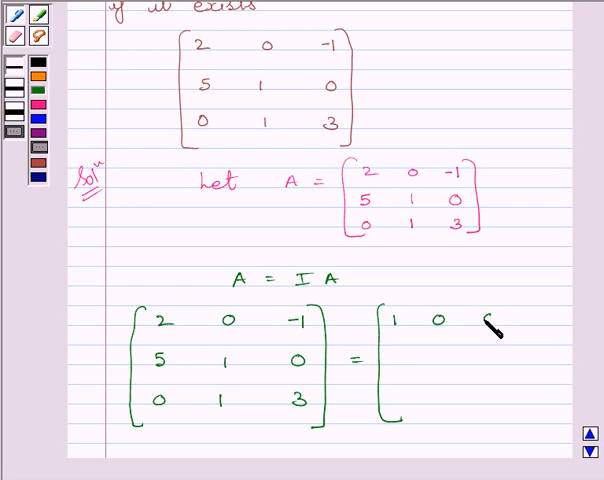 if it exists
2 0 -1
5 1 0
0 1 3
Solⁿ Let A = 2 0 -1
5 1 0
0 1 3
A = I A
2 0 -1 1 0
5 1 0 =
0 1 3